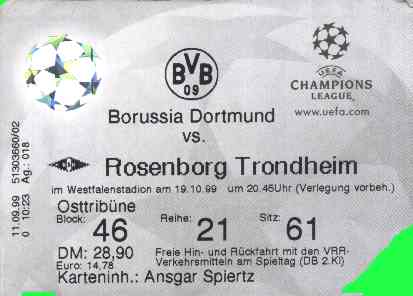 BVB
09
UEFA
CHAMPIONS
LEAGUE®
www.uefa.com
Borussia Dortmund
vs.
Rosenborg Trondheim
im Westfalenstadion am 19.10.99 um 20.45Uhr (Verlegung vorbeh.)
Osttribüne
Block: Reihe: Sitz:
46 21 61
DM: 28,90 Freie Hin- und Rückfahrt mit den VRR-
Euro: 14,78 Verkehrsmitteln am Spieltag (DB 2.Kl)
Karteninh.: Ansgar Spiertz
11.09.99 51303660/02
0 10:23 Ag.: 018